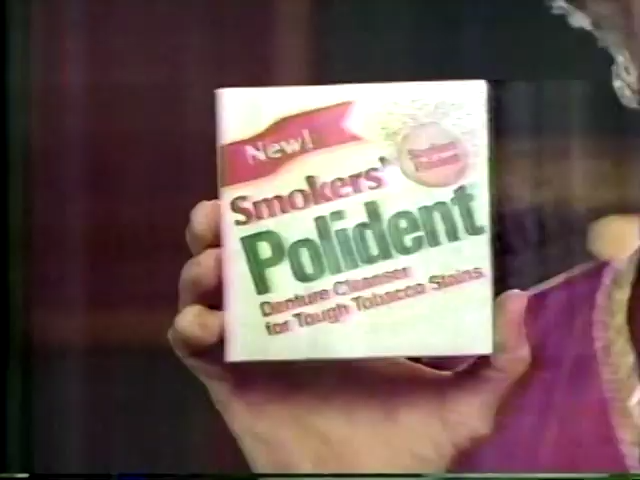 New!
Smokers'
Polident
Denture Cleanser
for Tough Tobacco Stains